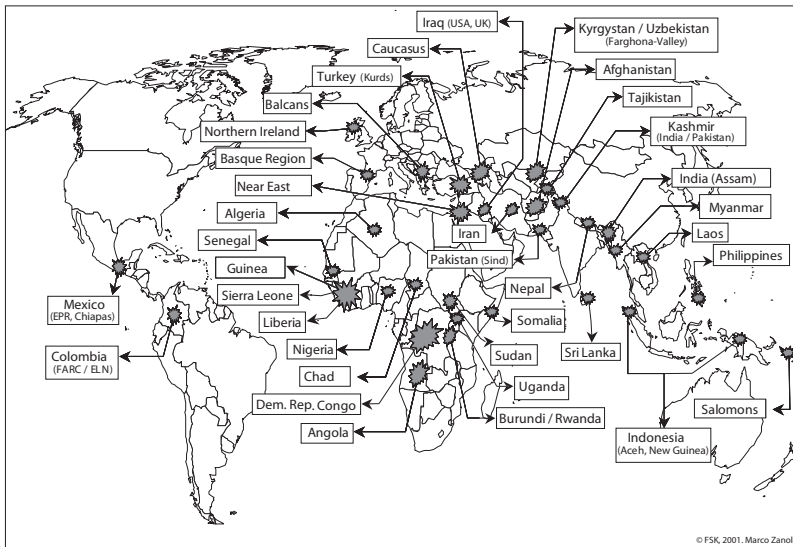 Iraq (USA, UK)
Kyrgystan / Uzbekistan
(Farghona-Valley)
Caucasus
Afghanistan
Turkey (Kurds)
Tajikistan
Balcans
Kashmir
(India / Pakistan)
Northern Ireland
Basque Region
India (Assam)
Near East
Myanmar
Algeria
Laos
Iran
Senegal
Pakistan (Sind)
Philippines
Guinea
Nepal
Sierra Leone
Mexico
(EPR, Chiapas)
Liberia
Somalia
Nigeria
Sri Lanka
Colombia
(FARC / ELN)
Sudan
Chad
Uganda
Dem. Rep. Congo
Salomons
Burundi / Rwanda
Angola
Indonesia
(Aceh, New Guinea)
© FSK, 2001. Marco Zanol